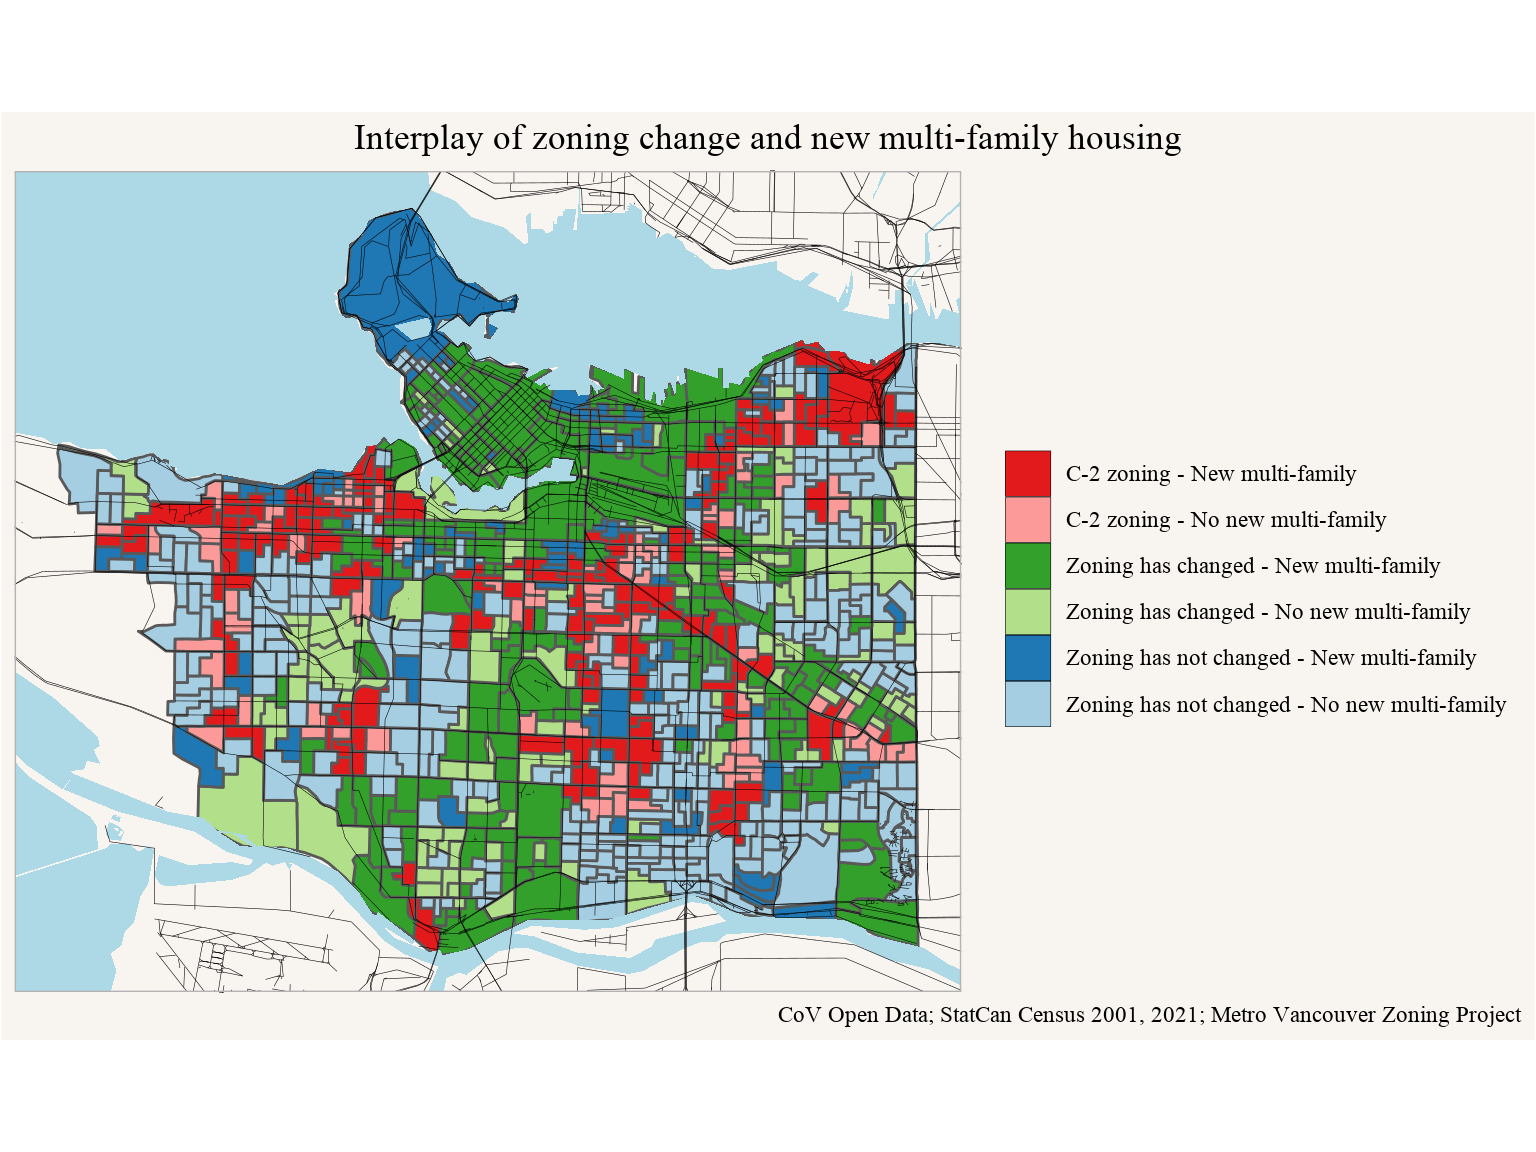 Interplay of zoning change and new multi-family housing
C-2 zoning - New multi-family
C-2 zoning - No new multi-family
Zoning has changed - New multi-family
Zoning has changed - No new multi-family
Zoning has not changed - New multi-family
Zoning has not changed - No new multi-family
CoV Open Data; StatCan Census 2001, 2021; Metro Vancouver Zoning Project